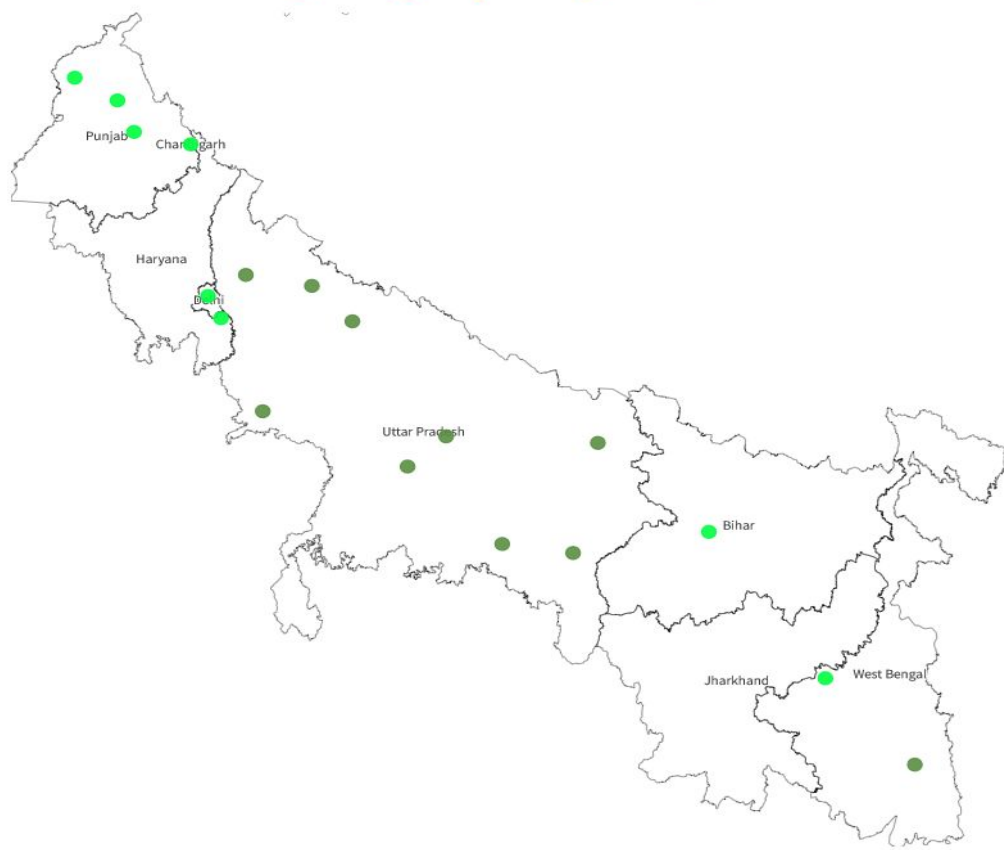 Punjab
Chandigarh
Haryana
Delhi
Uttar Pradesh
Bihar
Jharkhand
West Bengal